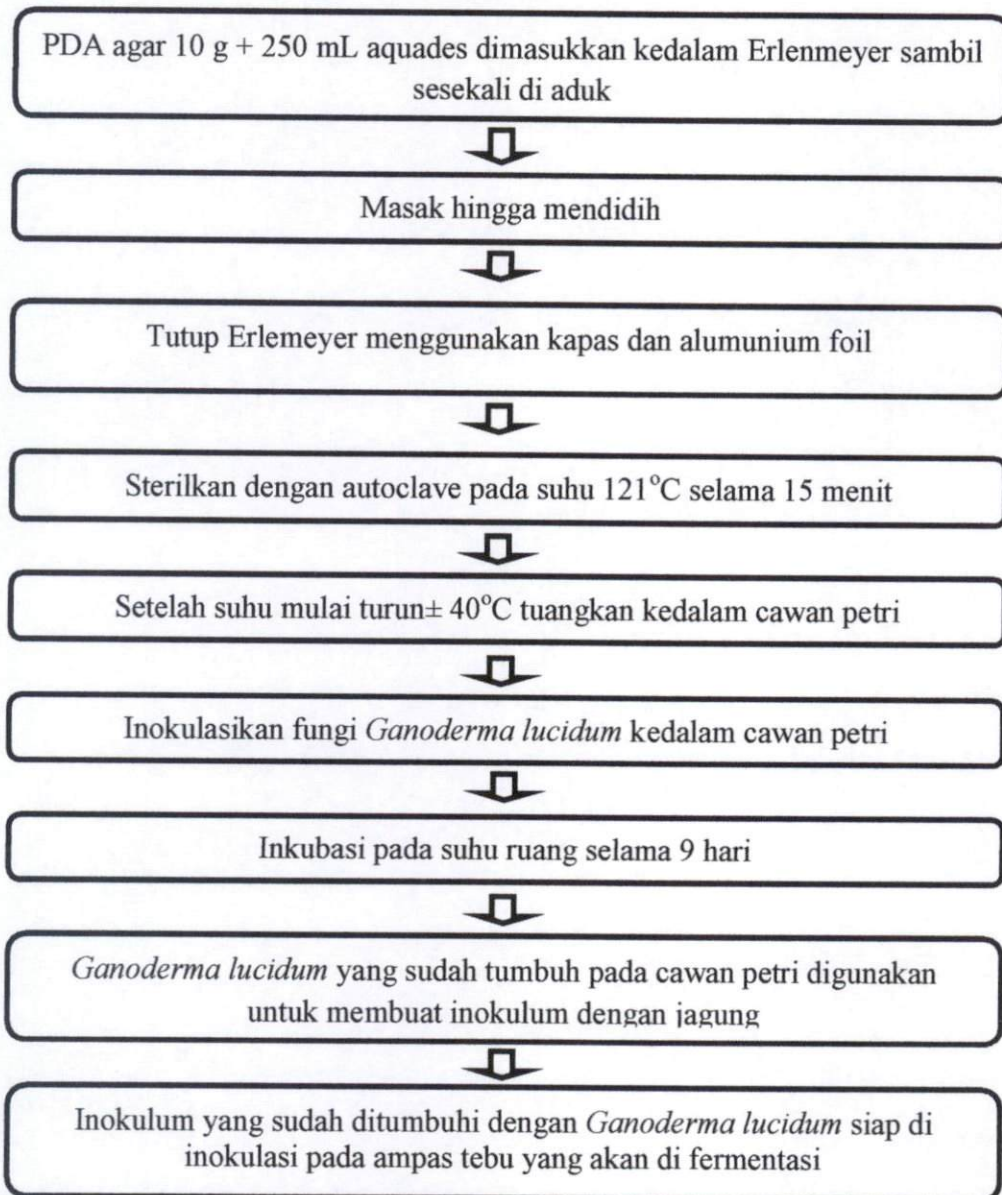 PDA agar 10 g + 250 mL aquades dimasukkan kedalam Erlenmeyer sambil
sesekali di aduk
Masak hingga mendidih
Tutup Erlemeyer menggunakan kapas dan alumunium foil
Sterilkan dengan autoclave pada suhu 121°C selama 15 menit
Setelah suhu mulai turun± 40°C tuangkan kedalam cawan petri
Inokulasikan fungi Ganoderma lucidum kedalam cawan petri
Inkubasi pada suhu ruang selama 9 hari
Ganoderma lucidum yang sudah tumbuh pada cawan petri digunakan
untuk membuat inokulum dengan jagung
Inokulum yang sudah ditumbuhi dengan Ganoderma lucidum siap di
inokulasi pada ampas tebu yang akan di fermentasi